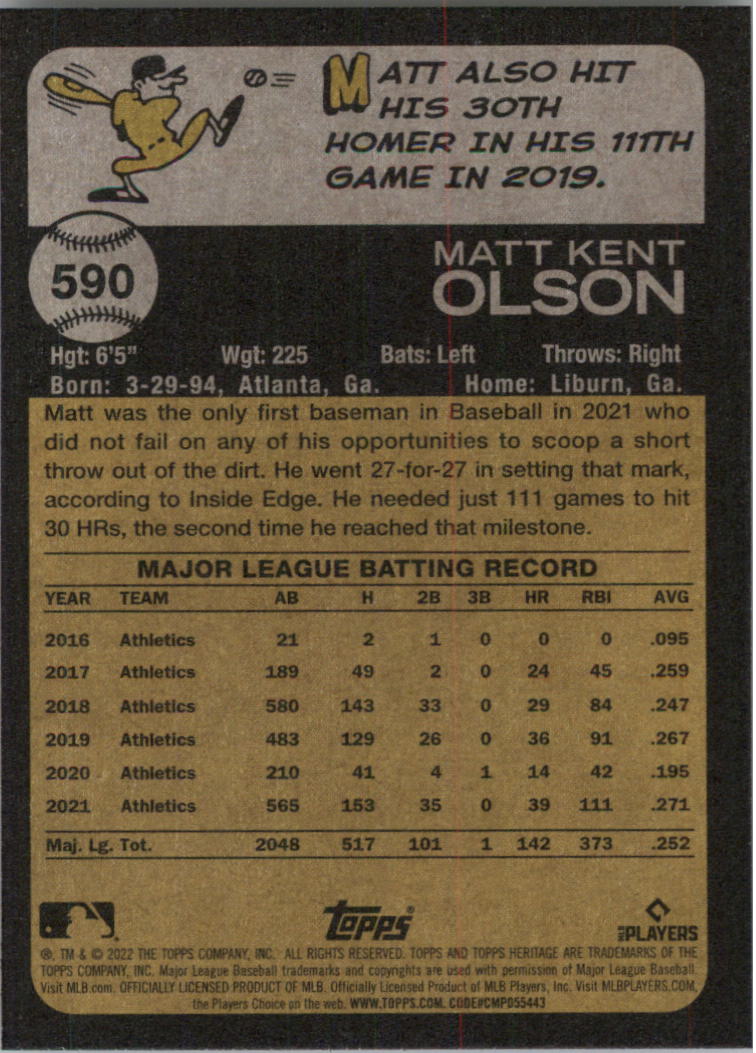 MATT ALSO HIT
HIS 30TH
HOMER IN HIS 111TH
GAME IN 2019.
590
MATT KENT
OLSON
Hgt: 6'5" Wgt: 225 Bats: Left Throws: Right
Born: 3-29-94, Atlanta, Ga. Home: Liburn, Ga.
Matt was the only first baseman in Baseball in 2021 who
did not fail on any of his opportunities to scoop a short
throw out of the dirt. He went 27-for-27 in setting that mark,
according to Inside Edge. He needed just 111 games to hit
30 HRs, the second time he reached that milestone.
MAJOR LEAGUE BATTING RECORD
YEAR TEAM AB H 2B 3B HR RBI AVG
2016 Athletics 21 2 1 0 0 0 .095
2017 Athletics 189 49 2 0 24 45 .259
2018 Athletics 580 143 33 0 29 84 .247
2019 Athletics 483 129 26 0 36 91 .267
2020 Athletics 210 41 4 1 14 42 .195
2021 Athletics 565 153 35 0 39 111 .271
Maj. Lg. Tot. 2048 517 101 1 142 373 .252
Topps®
MLB PLAYERS
®, TM & © 2022 THE TOPPS COMPANY, INC. ALL RIGHTS RESERVED. TOPPS AND TOPPS HERITAGE ARE TRADEMARKS OF THE
TOPPS COMPANY, INC. Major League Baseball trademarks and copyrights are used with permission of Major League Baseball.
Visit MLB.com. OFFICIALLY LICENSED PRODUCT OF MLB. Officially Licensed Product of MLB Players, Inc. Visit MLBPLAYERS.COM,
the Players Choice on the web. WWW.TOPPS.COM. CODE#CMP055443